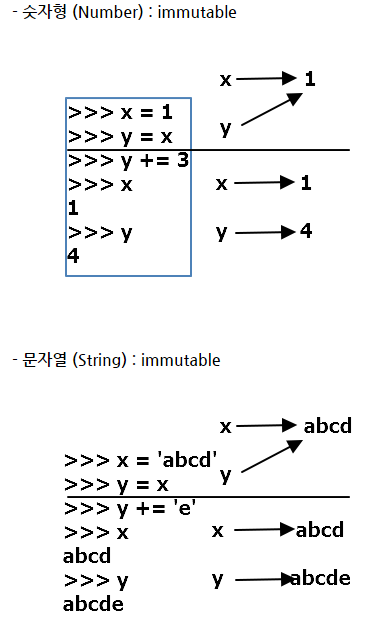 - 숫자형 (Number) : immutable
x 1
>>> x = 1
>>> y = x
y
>>> y += 3
>>> x
x 1
1
>>> y
y 4
4
- 문자열 (String) : immutable
x abcd
>>> x = 'abcd'
y
>>> y = x
>>> y += 'e'
>>> x
x abcd
abcd
>>> y
y abcde
abcde